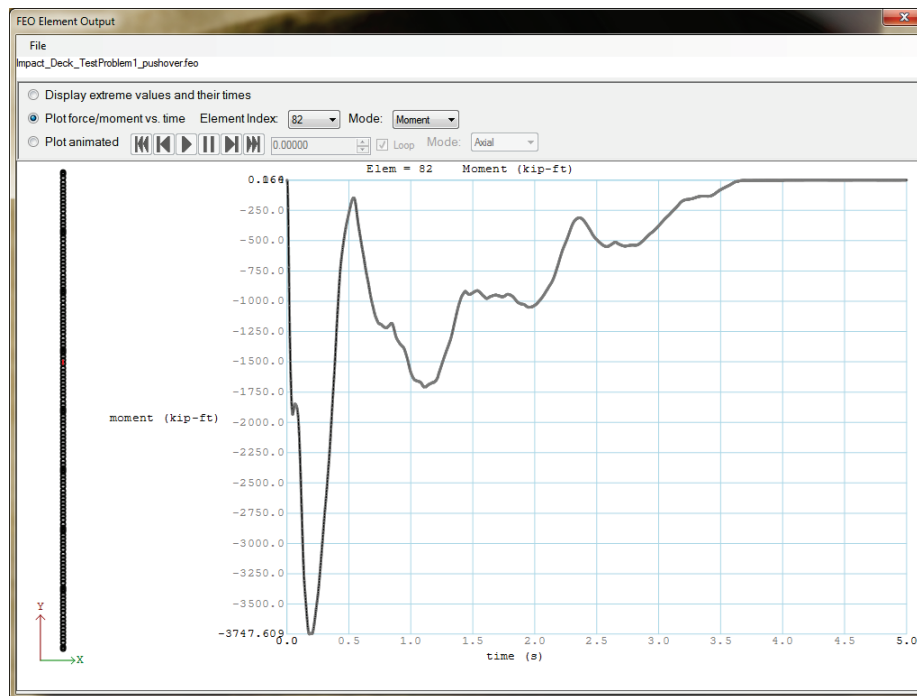 FEO Element Output
File
Impact_Deck_TestProblem1_pushover.feo
Display extreme values and their times
Plot force/moment vs. time Element Index: 82 Mode: Moment
Plot animated 0.00000 Loop Mode: Axial
Elem = 82 Moment (kip-ft)
-250.0
-500.0
-750.0
-1000.0
-1250.0
-1500.0
-1750.0
moment (kip-ft)
-2000.0
-2250.0
-2500.0
-2750.0
-3000.0
-3250.0
-3500.0
Y
-3747.609
0.0 0.5 1.0 1.5 2.0 2.5 3.0 3.5 4.0 4.5 5.0
X
time (s)